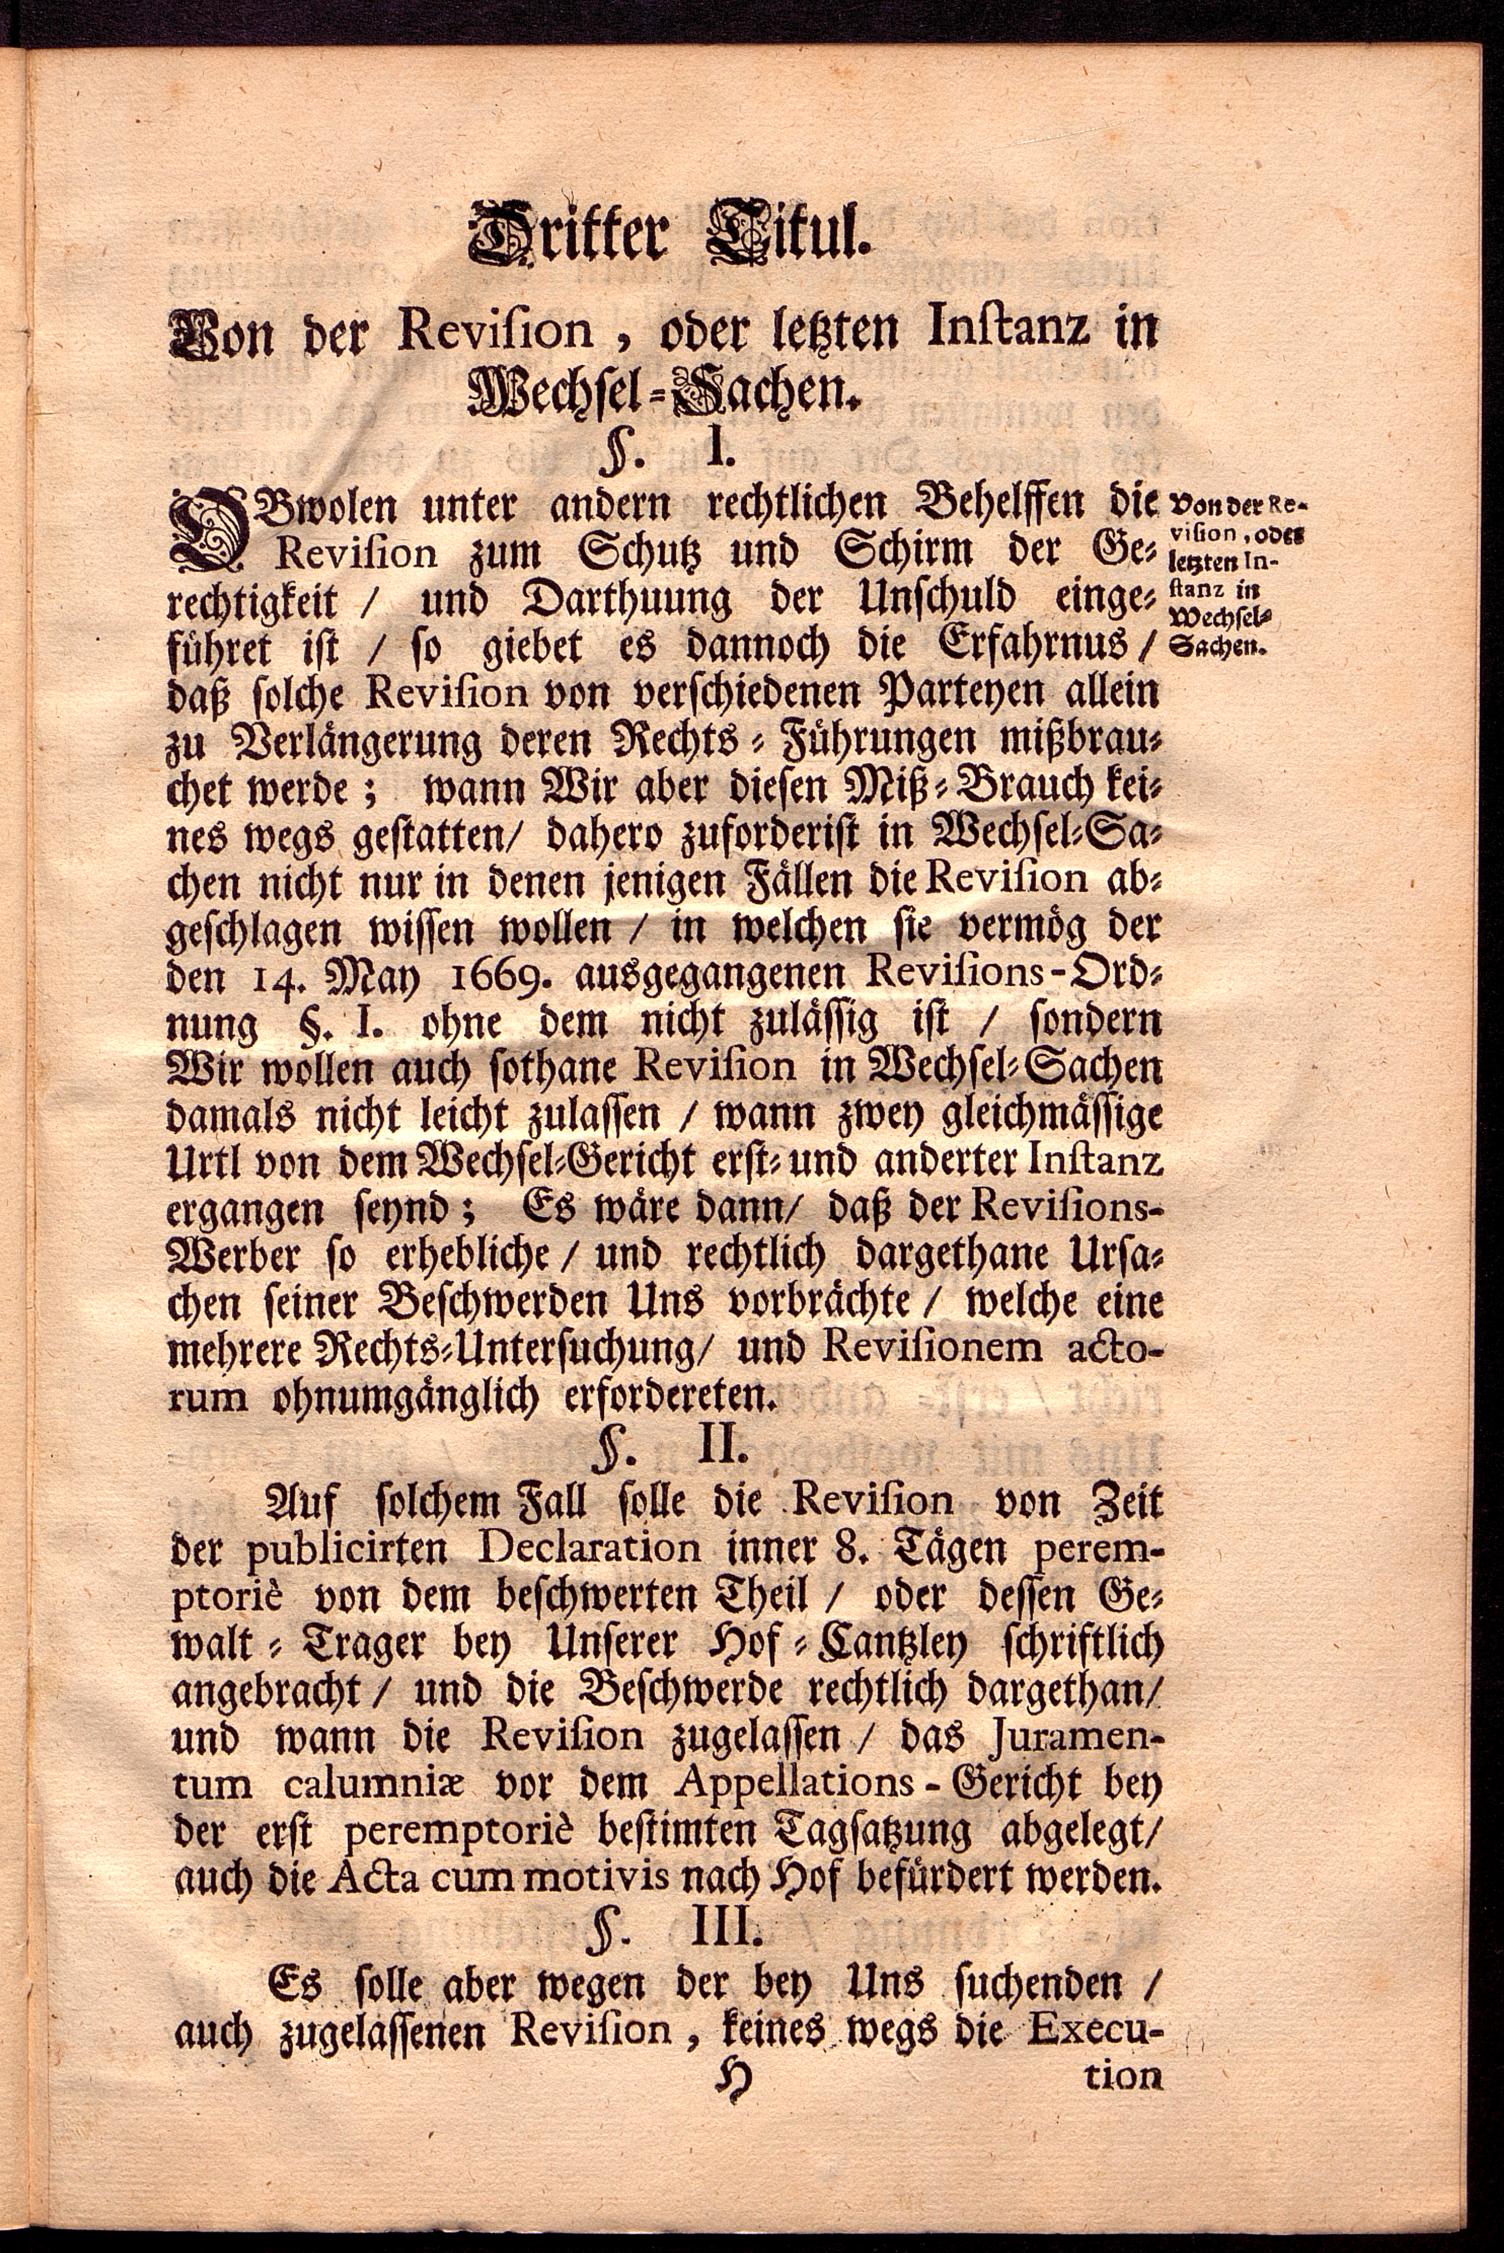 Dritter Titul.
Von der Revision, oder letzten Instanz in
Wechsel-Sachen.
§. I.
OBwolen unter andern rechtlichen Behelffen die
Revision zum Schutz und Schirm der Ge-
rechtigkeit / und Darthuung der Unschuld einge-
führet ist / so giebet es dannoch die Erfahrnus /
daß solche Revision von verschiedenen Parteyen allein
zu Verlängerung deren Rechts-Führungen mißbrau-
chet werde; wann Wir aber diesen Miß-Brauch kei-
nes wegs gestatten/ dahero zuforderist in Wechsel-Sa-
chen nicht nur in denen jenigen Fällen die Revision ab-
geschlagen wissen wollen / in welchen sie vermög der
den 14. May 1669. ausgegangenen Revisions-Ord-
nung §. I. ohne dem nicht zulässig ist / sondern
Wir wollen auch sothane Revision in Wechsel-Sachen
damals nicht leicht zulassen / wann zwey gleichmässige
Urtl von dem Wechsel-Gericht erst- und anderter Instanz
ergangen seynd; Es wäre dann/ daß der Revisions-
Werber so erhebliche / und rechtlich dargethane Ursa-
chen seiner Beschwerden Uns vorbrächte / welche eine
mehrere Rechts-Untersuchung/ und Revisionem acto-
rum ohnumgänglich erfordereten.
Von der Re-
vision, oder
letzten In-
stanz in
Wechsel-
Sachen.
§. II.
Auf solchem Fall solle die Revision von Zeit
der publicirten Declaration inner 8. Tägen perem-
ptoriè von dem beschwerten Theil / oder dessen Ge-
walt-Trager bey Unserer Hof-Cantzley schriftlich
angebracht / und die Beschwerde rechtlich dargethan/
und wann die Revision zugelassen / das Juramen-
tum calumniæ vor dem Appellations-Gericht bey
der erst peremptoriè bestimten Tagsatzung abgelegt/
auch die Acta cum motivis nach Hof befürdert werden.
§. III.
Es solle aber wegen der bey Uns suchenden /
auch zugelassenen Revision, keines wegs die Execu-
H
tion